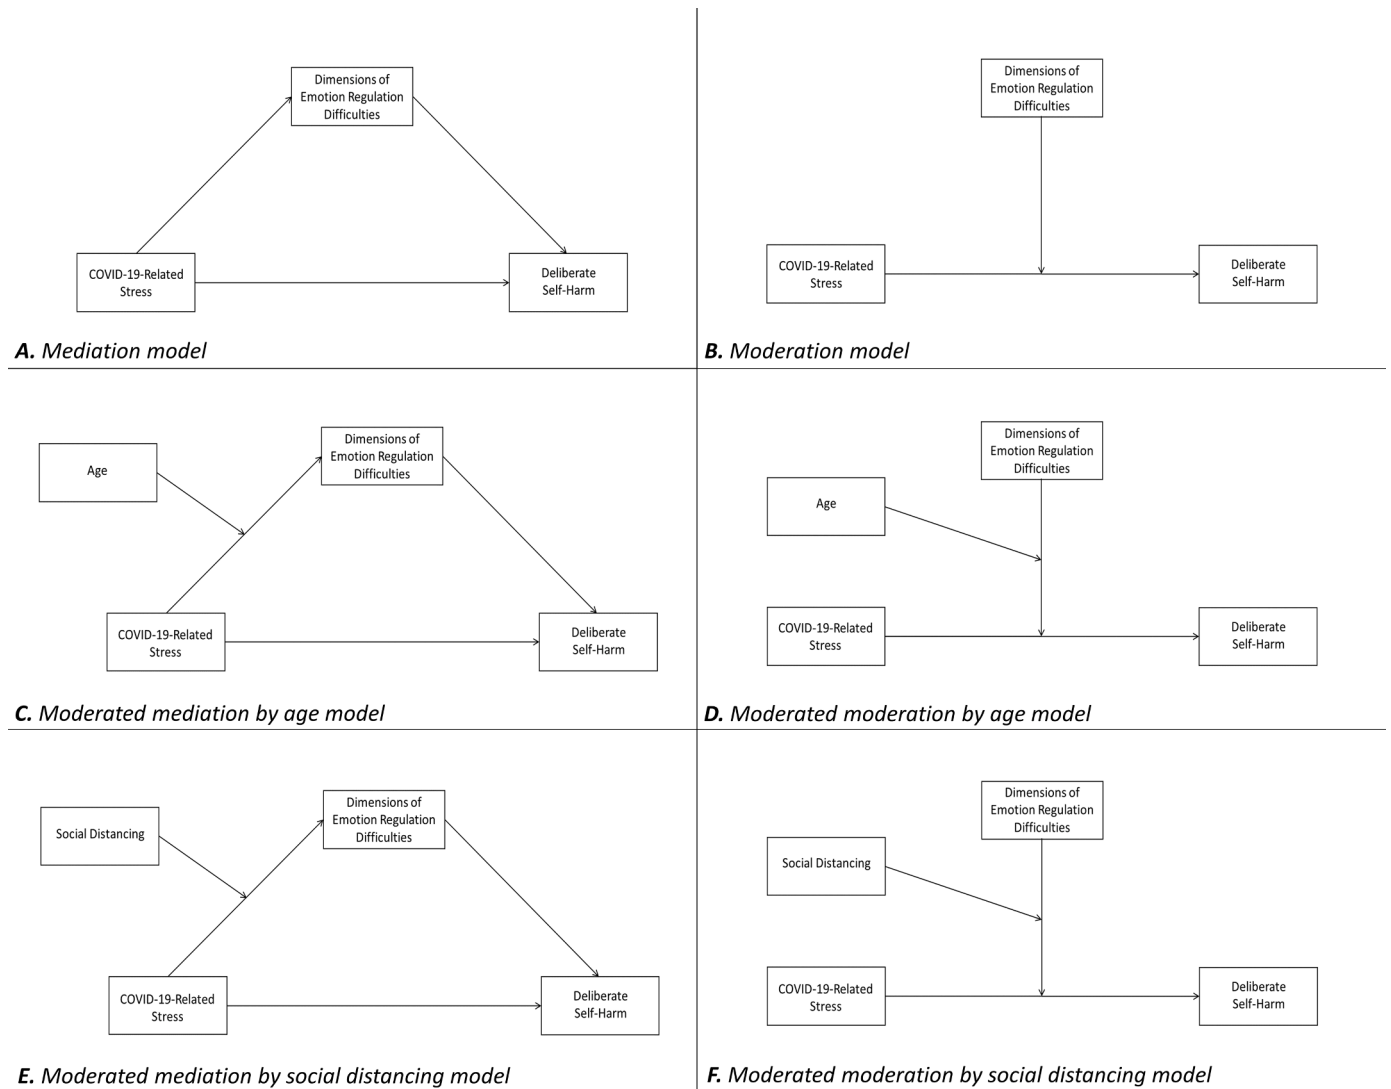 Dimensions of
Emotion Regulation
Difficulties
COVID-19-Related
Stress
Deliberate
Self-Harm
A. Mediation model
Dimensions of
Emotion Regulation
Difficulties
COVID-19-Related
Stress
Deliberate
Self-Harm
B. Moderation model
Age
Dimensions of
Emotion Regulation
Difficulties
COVID-19-Related
Stress
Deliberate
Self-Harm
C. Moderated mediation by age model
Dimensions of
Emotion Regulation
Difficulties
Age
COVID-19-Related
Stress
Deliberate
Self-Harm
D. Moderated moderation by age model
Social Distancing
Dimensions of
Emotion Regulation
Difficulties
COVID-19-Related
Stress
Deliberate
Self-Harm
E. Moderated mediation by social distancing model
Dimensions of
Emotion Regulation
Difficulties
Social Distancing
COVID-19-Related
Stress
Deliberate
Self-Harm
F. Moderated moderation by social distancing model